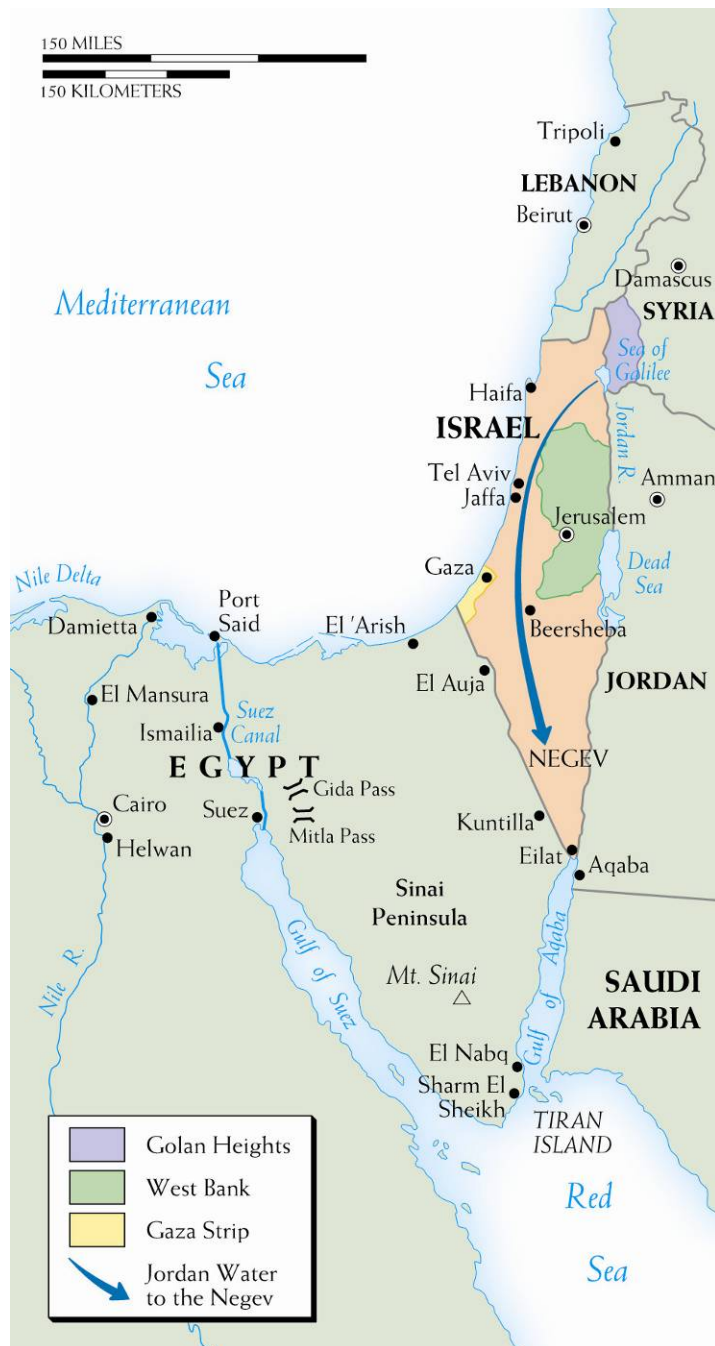 150 MILES
150 KILOMETERS
Tripoli
LEBANON
Beirut
Damascus
SYRIA
Mediterranean
Sea
Sea of
Galilee
Haifa
ISRAEL
Jordan R.
Tel Aviv
Jaffa
Amman
Jerusalem
Gaza
Dead
Sea
Nile Delta
Port
Said
Damietta
El 'Arish
Beersheba
El Auja
JORDAN
El Mansura
Ismailia
Suez
Canal
EGYPT
NEGEV
Gida Pass
Cairo
Suez
Mitla Pass
Kuntilla
Helwan
Eilat
Aqaba
Sinai
Peninsula
Nile R.
Gulf of Suez
Mt. Sinai
Gulf of Aqaba
SAUDI
ARABIA
El Nabq
Sharm El
Sheikh
TIRAN
ISLAND
Red
Sea
Golan Heights
West Bank
Gaza Strip
Jordan Water
to the Negev